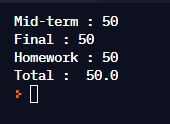 Mid-term : 50
Final : 50
Homework : 50
Total :  50.0
>